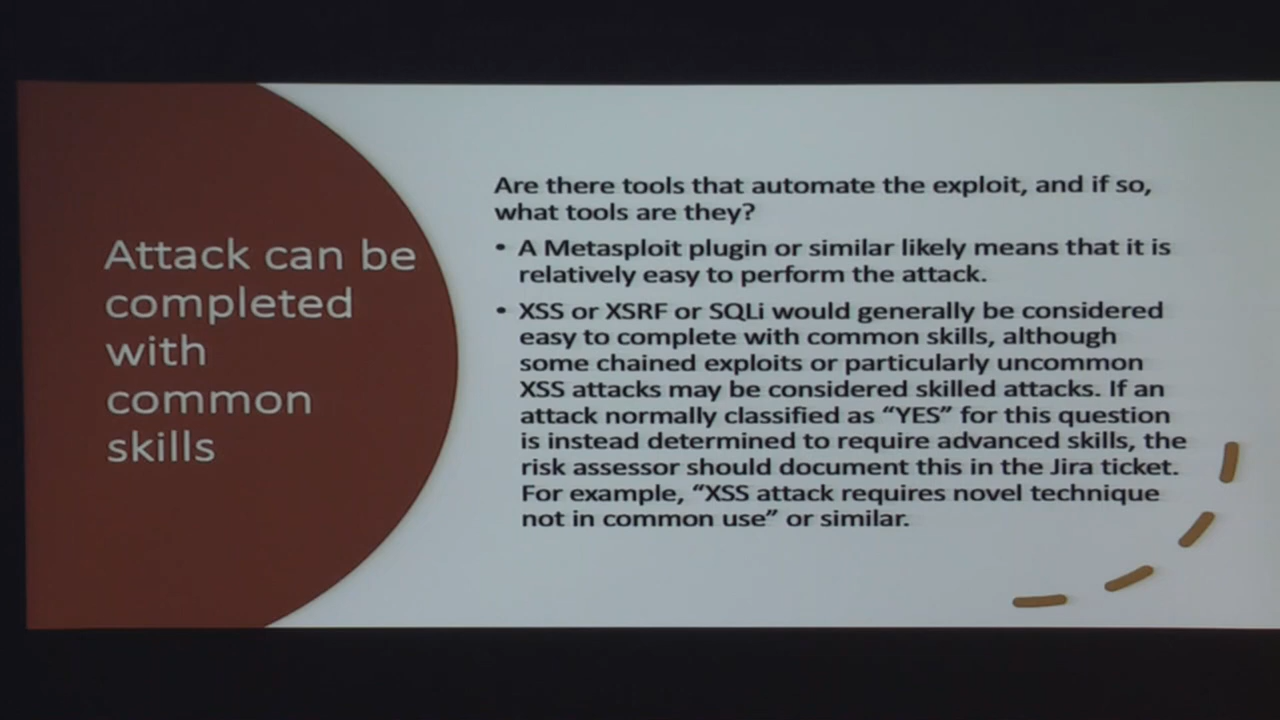 Attack can be
completed
with
common
skills
Are there tools that automate the exploit, and if so,
what tools are they?
• A Metasploit plugin or similar likely means that it is
relatively easy to perform the attack.
• XSS or XSRF or SQLi would generally be considered
easy to complete with common skills, although
some chained exploits or particularly uncommon
XSS attacks may be considered skilled attacks. If an
attack normally classified as “YES” for this question
is instead determined to require advanced skills, the
risk assessor should document this in the Jira ticket.
For example, “XSS attack requires novel technique
not in common use” or similar.